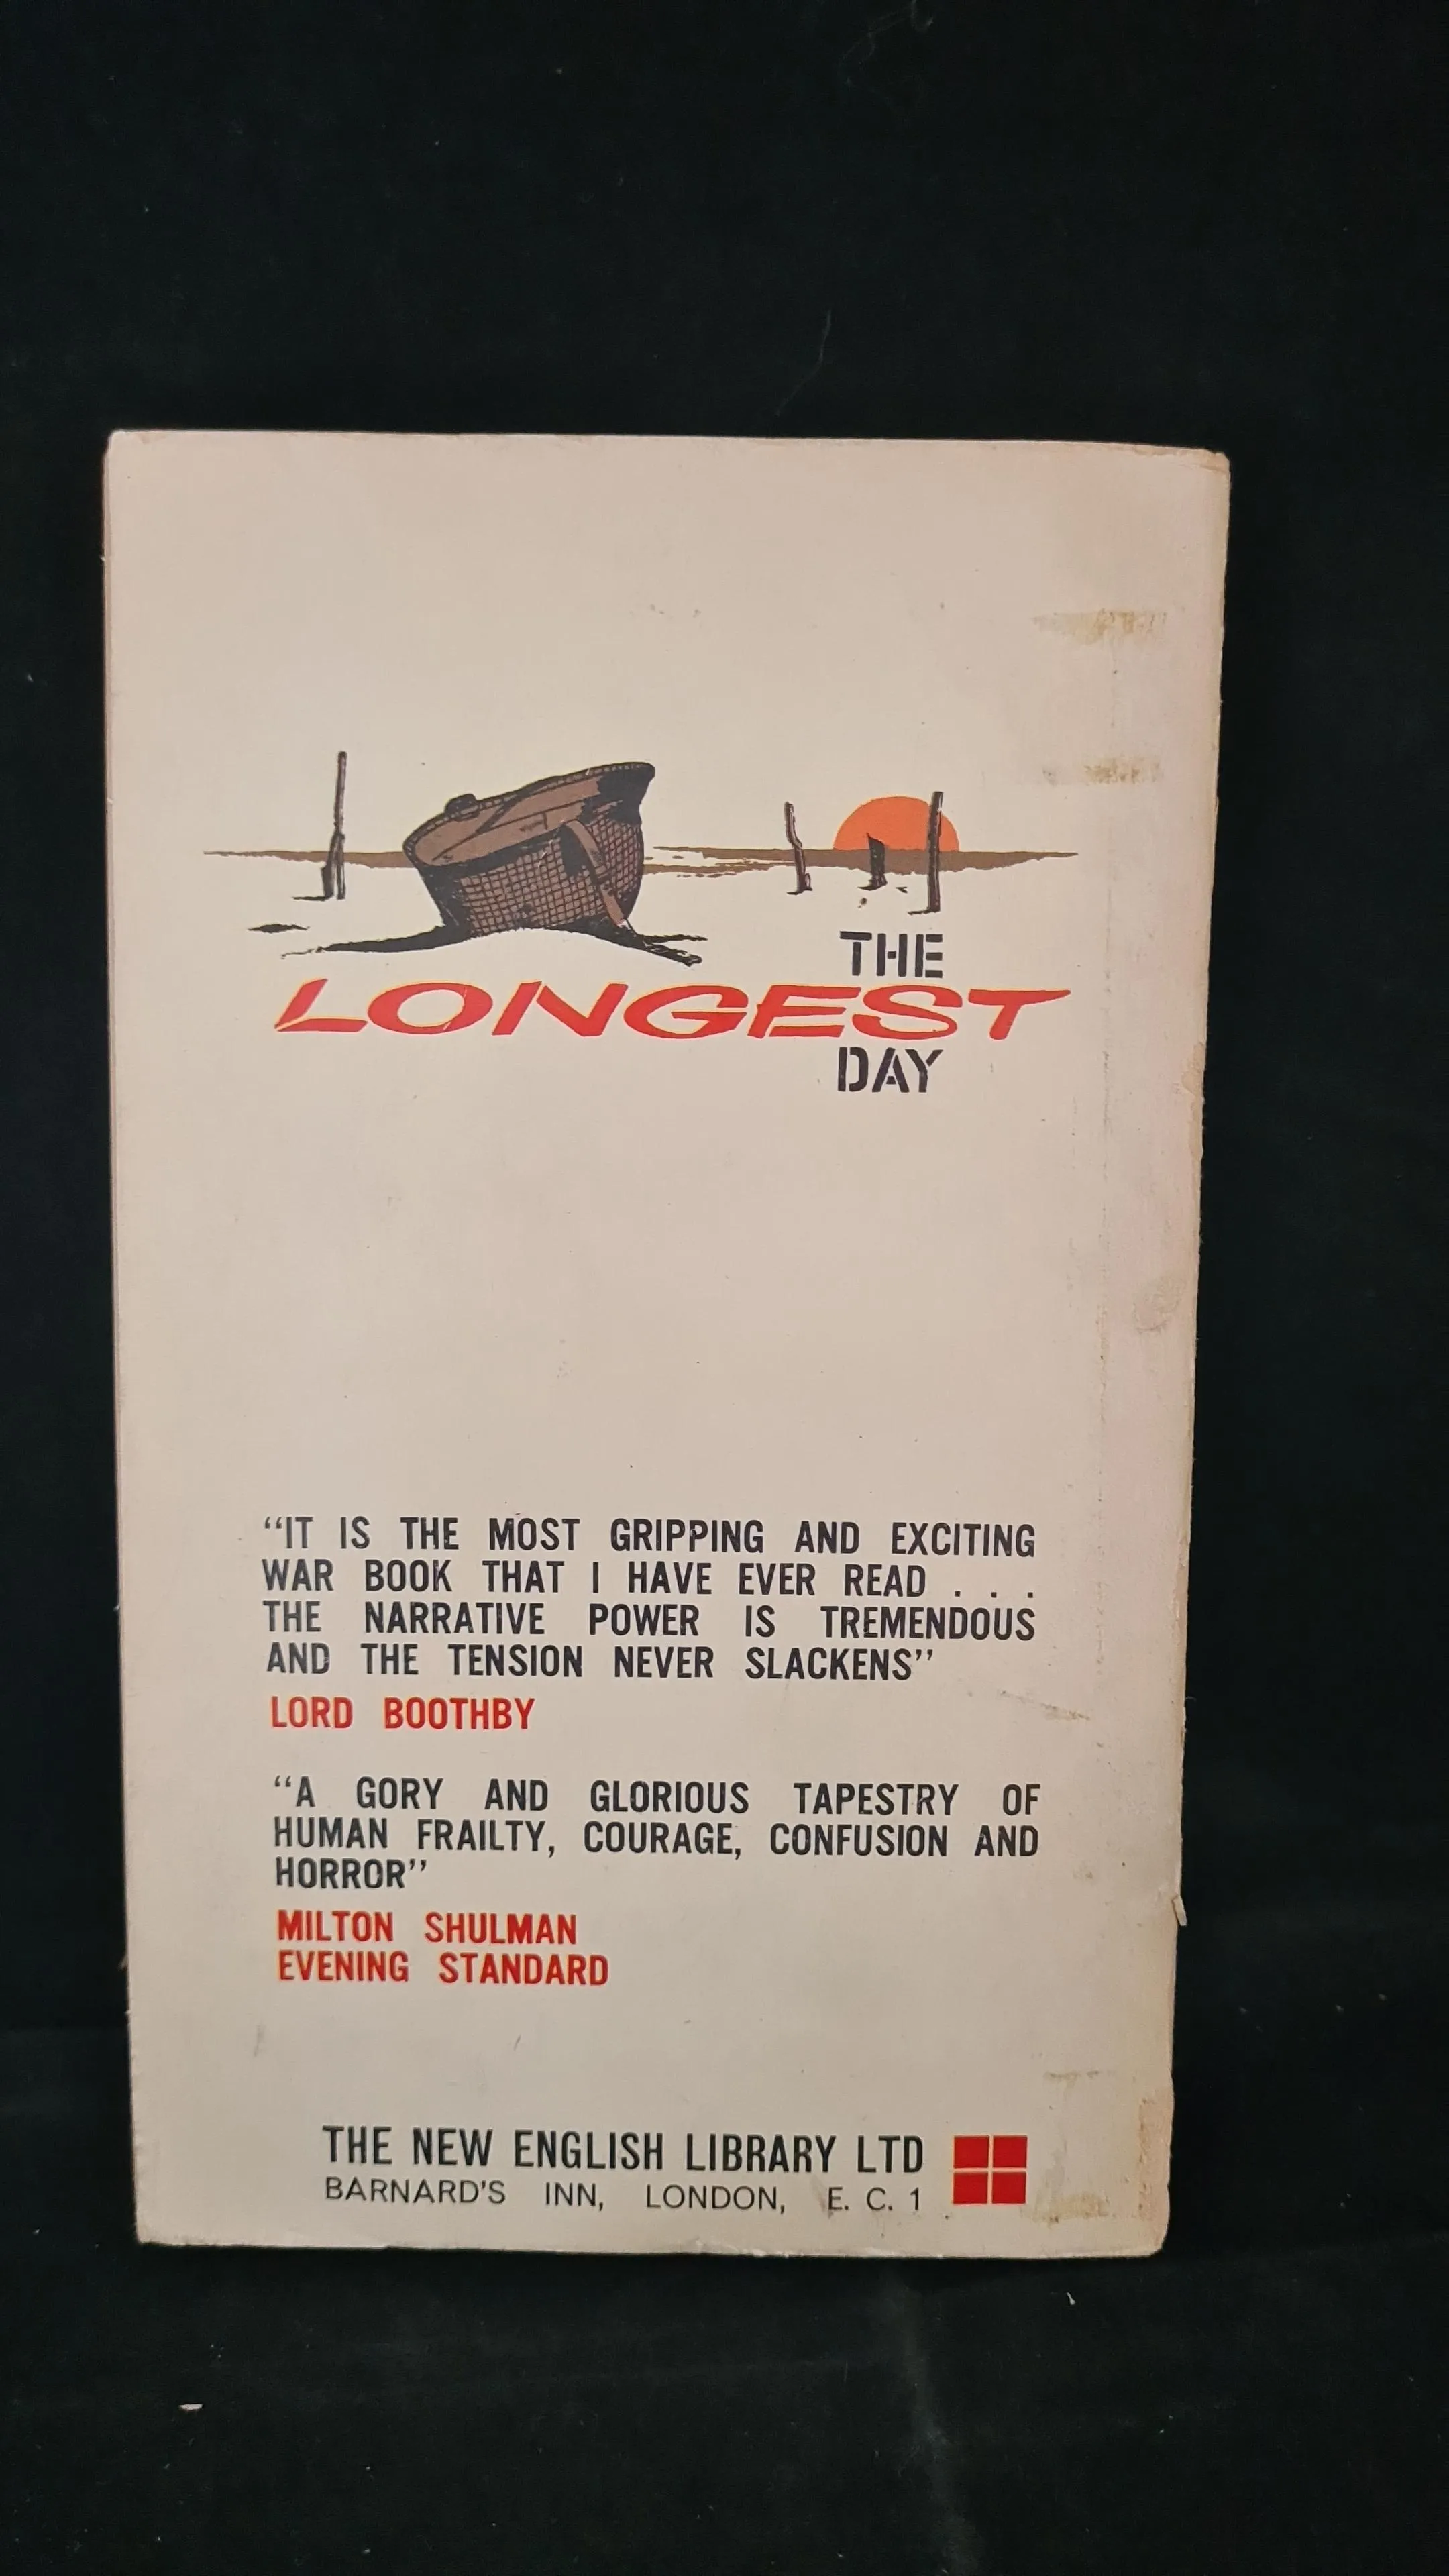 THE
LONGEST
DAY
“IT IS THE MOST GRIPPING AND EXCITING
WAR BOOK THAT I HAVE EVER READ . . .
THE NARRATIVE POWER IS TREMENDOUS
AND THE TENSION NEVER SLACKENS”
LORD BOOTHBY
“A GORY AND GLORIOUS TAPESTRY OF
HUMAN FRAILTY, COURAGE, CONFUSION AND
HORROR”
MILTON SHULMAN
EVENING STANDARD
THE NEW ENGLISH LIBRARY LTD
BARNARD'S INN, LONDON, E. C. 1